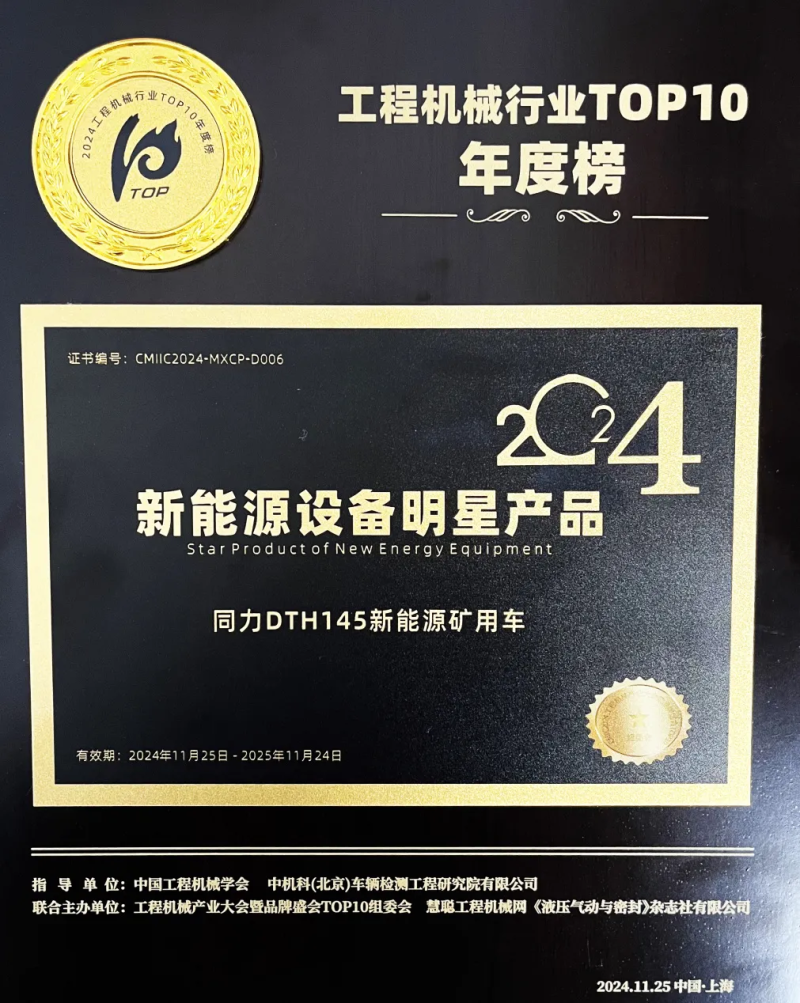 2024工程机械行业TOP10年度榜
TOP
工程机械行业TOP10
年度榜
证书编号：CMIIC2024-MXCP-D006
2024
新能源设备明星产品
Star Product of New Energy Equipment
同力DTH145新能源矿用车
有效期：2024年11月25日 - 2025年11月24日
指 导 单 位：中国工程机械学会 中机科(北京)车辆检测工程研究院有限公司
联合主办单位：工程机械产业大会暨品牌盛会TOP10组委会 慧聪工程机械网《液压气动与密封》杂志社有限公司
2024.11.25 中国·上海